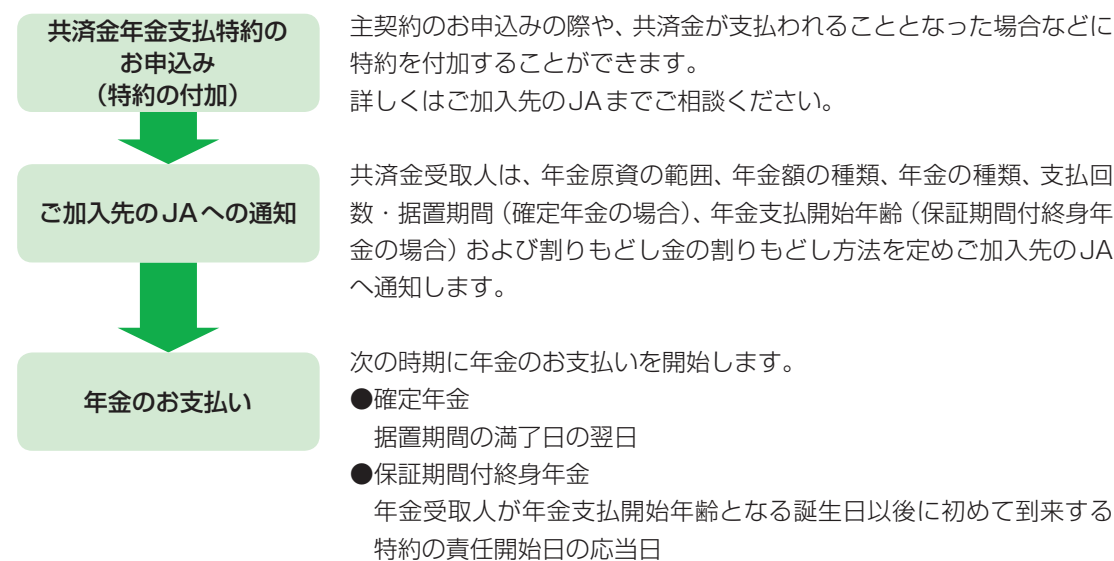 共済金年金支払特約の
お申込み
（特約の付加）
主契約のお申込みの際や、共済金が支払われることとなった場合などに
特約を付加することができます。
詳しくはご加入先のJAまでご相談ください。
ご加入先のJAへの通知
共済金受取人は、年金原資の範囲、年金額の種類、年金の種類、支払回
数・据置期間（確定年金の場合）、年金支払開始年齢（保証期間付終身年
金の場合）および割りもどし金の割りもどし方法を定めご加入先のJA
へ通知します。
年金のお支払い
次の時期に年金のお支払いを開始します。
●確定年金
据置期間の満了日の翌日
●保証期間付終身年金
年金受取人が年金支払開始年齢となる誕生日以後に初めて到来する
特約の責任開始日の応当日